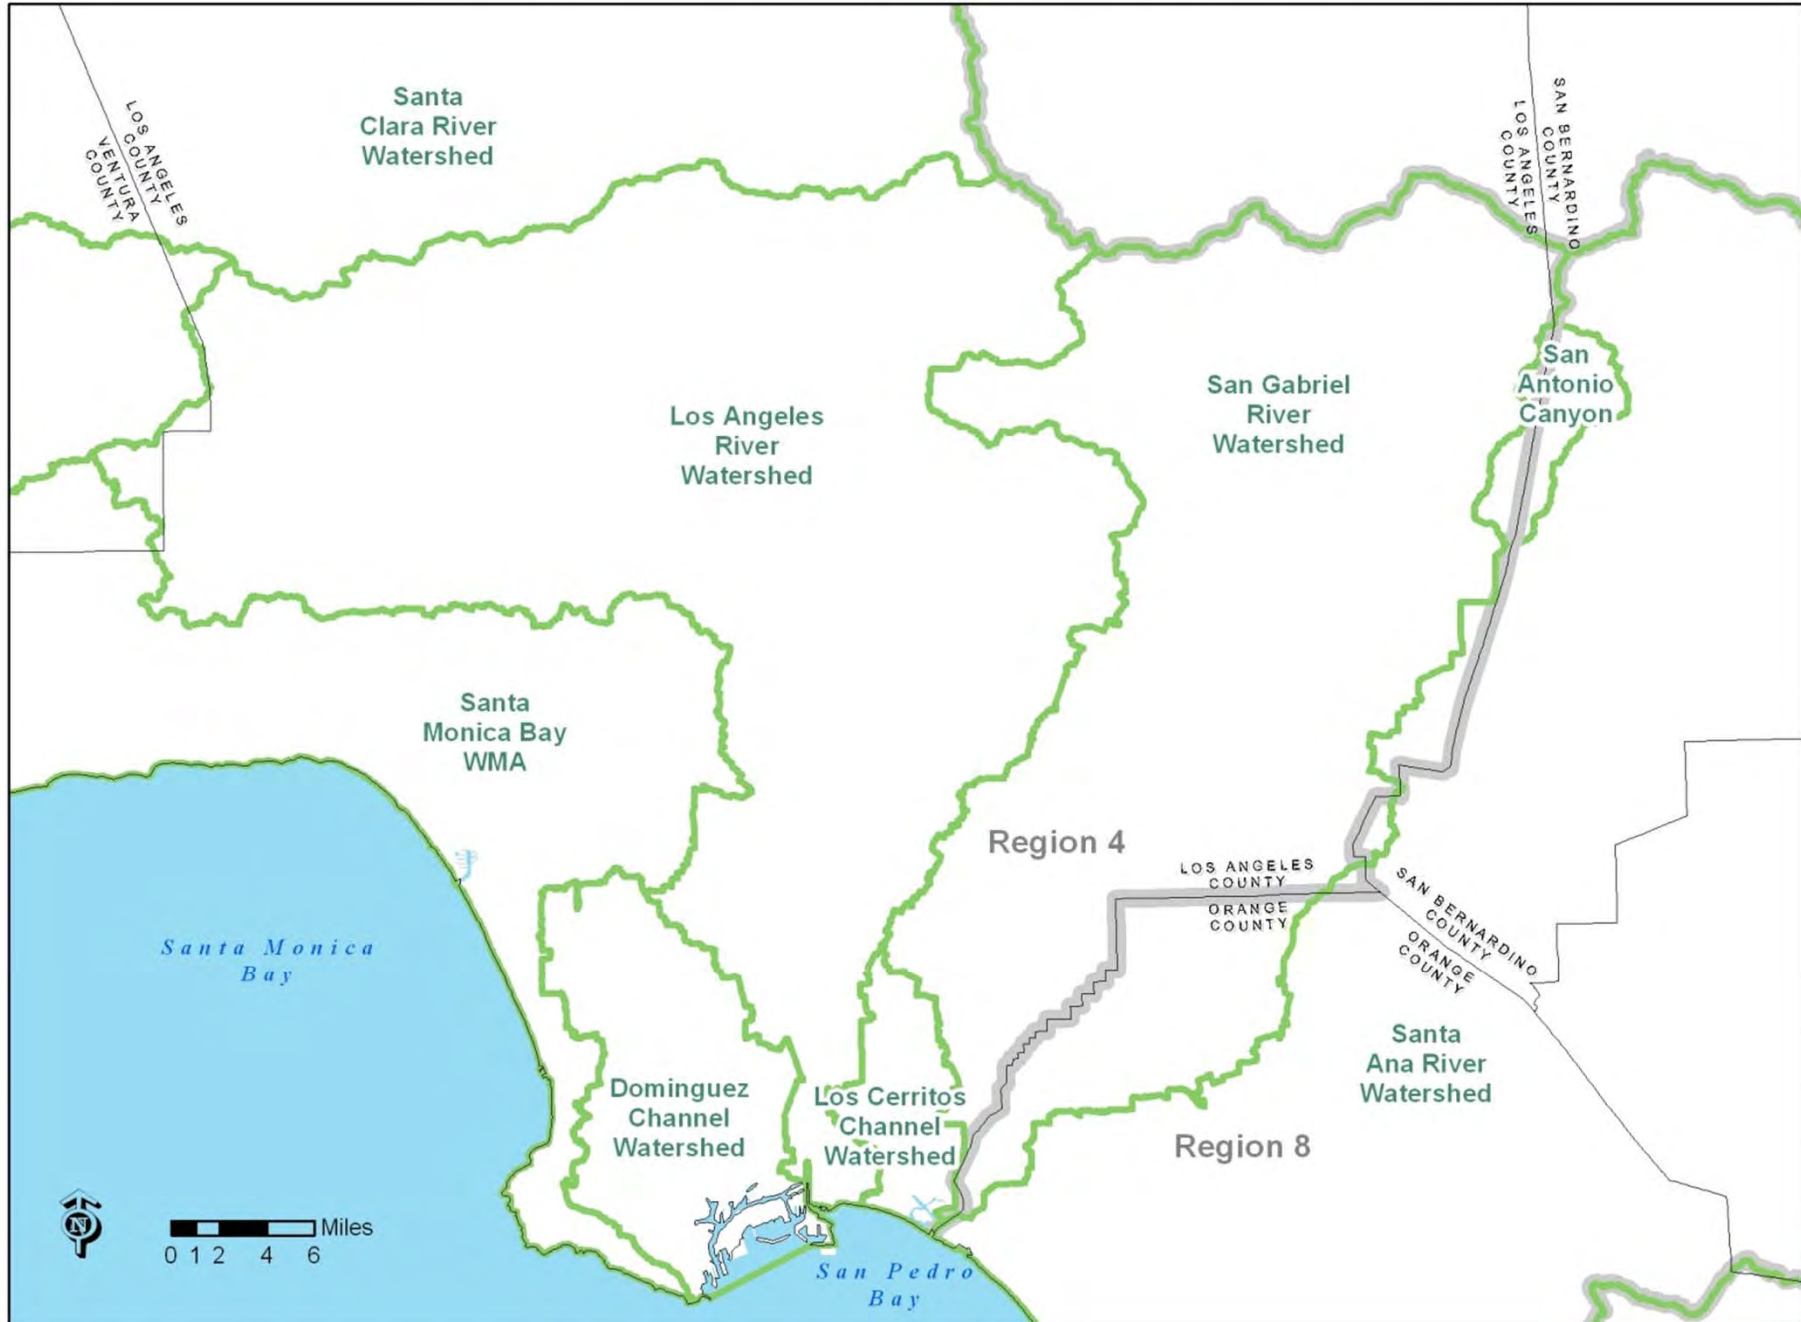 Santa
Clara River
Watershed
LOS ANGELES
COUNTY
VENTURA
COUNTY
SAN BERNARDINO
COUNTY
LOS ANGELES
COUNTY
San
Antonio
Canyon
San Gabriel
River
Watershed
Los Angeles
River
Watershed
Santa
Monica Bay
WMA
Region 4
LOS ANGELES
COUNTY
ORANGE
COUNTY
SAN BERNARDINO
COUNTY
ORANGE
COUNTY
Santa Monica
Bay
Santa
Ana River
Watershed
Dominguez
Channel
Watershed
Los Cerritos
Channel
Watershed
Region 8
N
Miles
0 1 2 4 6
San Pedro
Bay